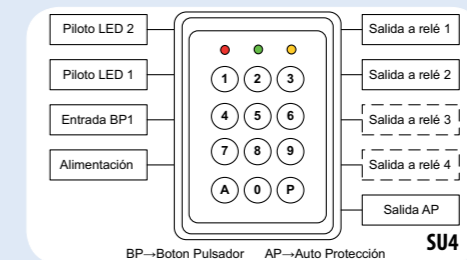 Piloto LED 2
Salida a relé 1
Piloto LED 1
Salida a relé 2
1 2 3
Entrada BP1
4 5 6
Salida a relé 3
7 8 9
Alimentación
Salida a relé 4
A 0 P
Salida AP
SU4
BP→Boton Pulsador AP→Auto Protección